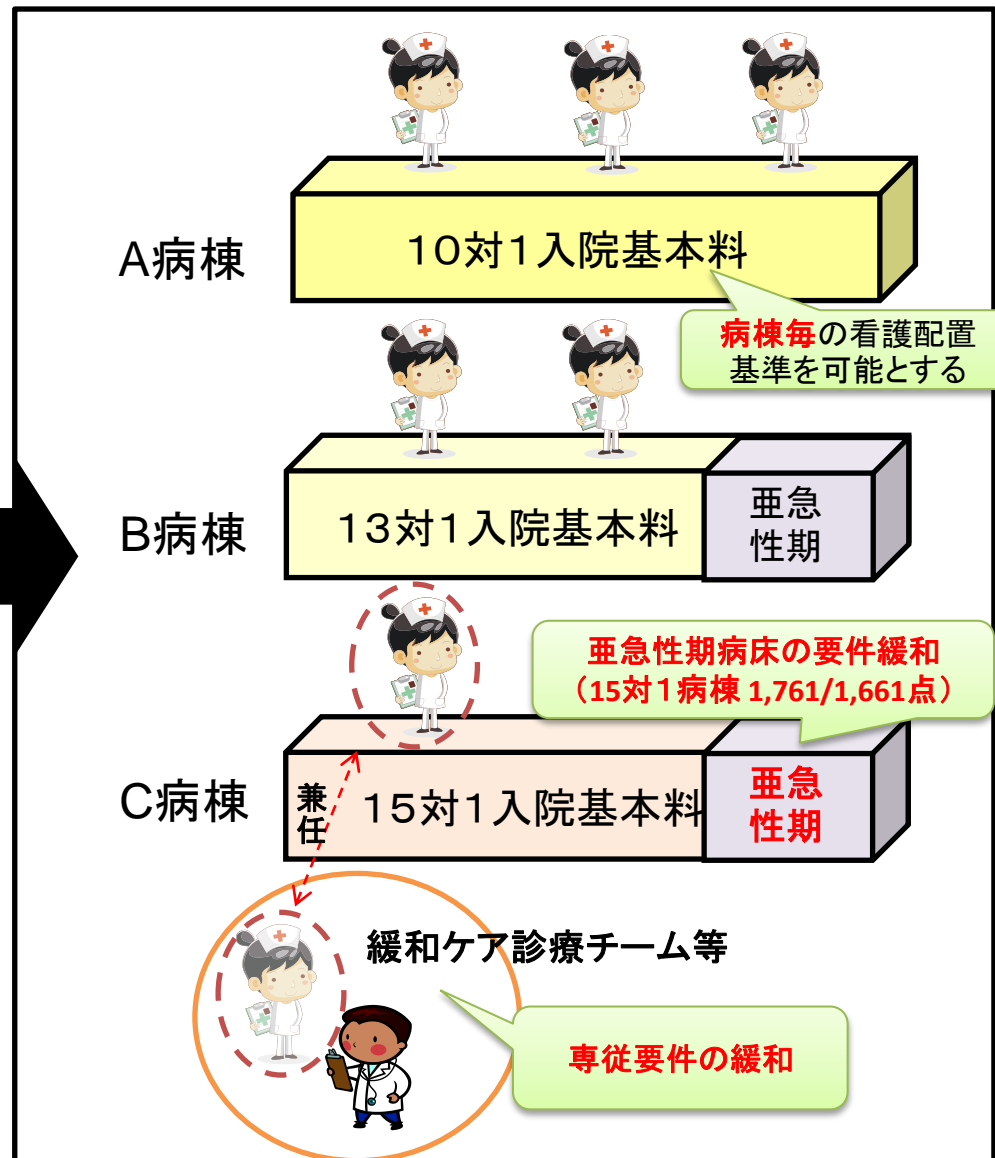 A病棟
10対1入院基本料
病棟毎の看護配置
基準を可能とする
B病棟
13対1入院基本料
亜急
性期
亜急性期病床の要件緩和
(15対1病棟 1,761/1,661点)
C病棟
兼
任
15対1入院基本料
亜急
性期
緩和ケア診療チーム等
専従要件の緩和